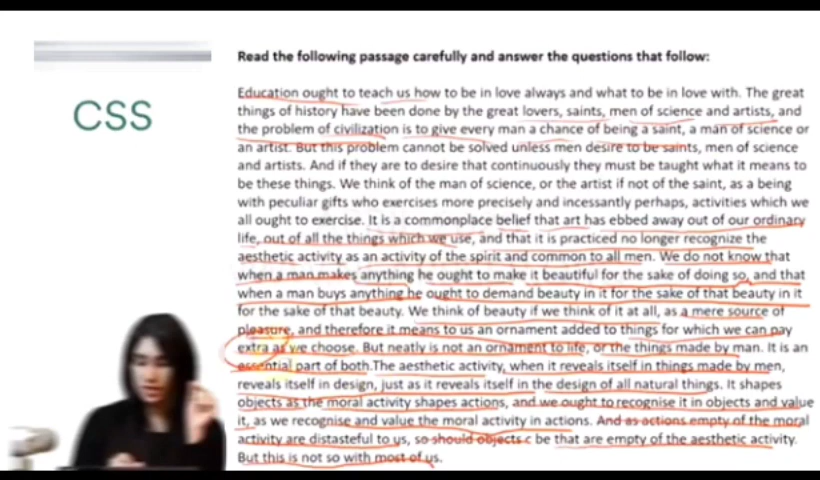 CSS
Read the following passage carefully and answer the questions that follow:
Education ought to teach us how to be in love always and what to be in love with. The great
things of history have been done by the great lovers, saints, men of science and artists, and
the problem of civilization is to give every man a chance of being a saint, a man of science or
an artist. But this problem cannot be solved unless men desire to be saints, men of science
and artists. And if they are to desire that continuously they must be taught what it means to
be these things. We think of the man of science, or the artist if not of the saint, as a being
with peculiar gifts who exercises more precisely and incessantly perhaps, activities which we
all ought to exercise. It is a commonplace belief that art has ebbed away out of our ordinary
life, out of all the things which we use, and that it is practiced no longer recognize the
aesthetic activity as an activity of the spirit and common to all men. We do not know that
when a man makes anything he ought to make it beautiful for the sake of doing so, and that
when a man buys anything he ought to demand beauty in it for the sake of that beauty in it
for the sake of that beauty. We think of beauty if we think of it at all, as a mere source of
pleasure, and therefore it means to us an ornament added to things for which we can pay
extra as we choose. But neatly is not an ornament to life, or the things made by man. It is an
essential part of both.The aesthetic activity, when it reveals itself in things made by men,
reveals itself in design, just as it reveals itself in the design of all natural things. It shapes
objects as the moral activity shapes actions, and we ought to recognise it in objects and value
it, as we recognise and value the moral activity in actions. And as actions empty of the moral
activity are distasteful to us, so should objects c be that are empty of the aesthetic activity.
But this is not so with most of us.